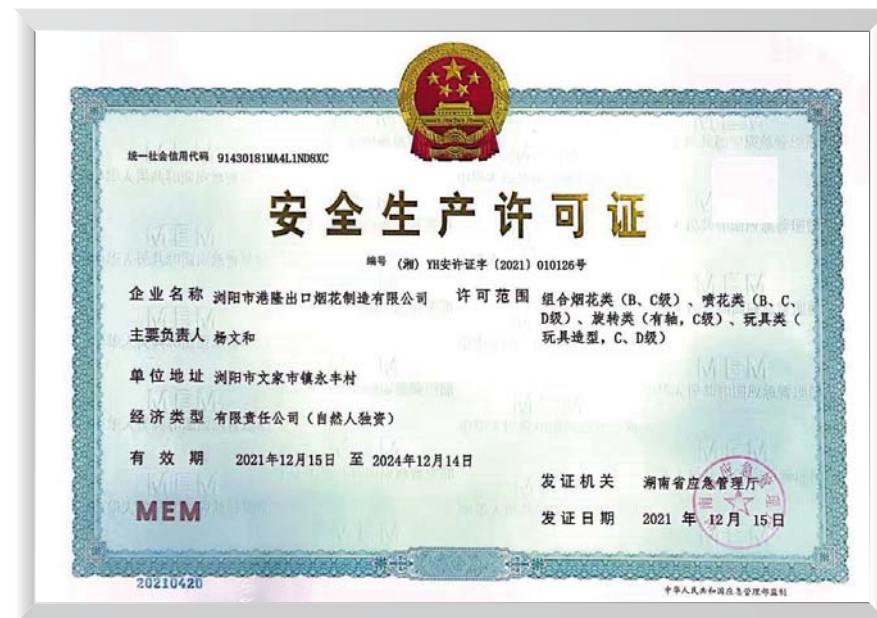 统一社会信用代码 91430181MA4L1ND8XC
安全生产许可证
编号 (湘) YH安许证字〔2021〕010126号
企业名称 浏阳市港隆出口烟花制造有限公司
许可范围 组合烟花类（B、C级）、喷花类（B、C、
D级）、旋转类（有轴，C级）、玩具类（
玩具造型，C、D级）
主要负责人 杨文和
单位地址 浏阳市文家市镇永丰村
经济类型 有限责任公司（自然人独资）
有效期 2021年12月15日 至 2024年12月14日
发证机关 湖南省应急管理厅
发证日期 2021 年 12月 15日
MEM
20210420
中华人民共和国应急管理部监制